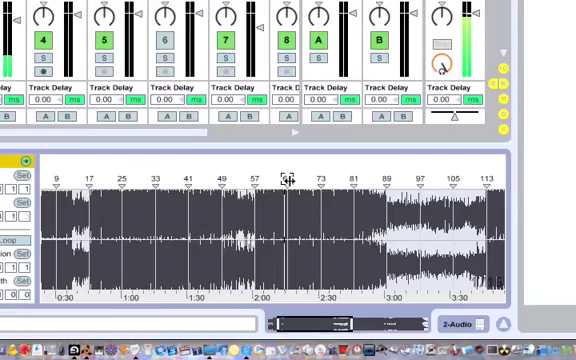 4 5 6 7 8 A B
S S S S S S S
Track Delay Track Delay Track Delay Track Delay Track D Track Delay Track Delay Track Delay
ms 0.00 ms 0.00 ms 0.00 ms 0.00 ms 0.00 0.00 ms 0.00 ms 0.00 ms
B A B A B A B A B A A B A B
Set
1 1
Set
Loop
Set
Set
0 0
9 17 25 33 41 49 57 73 81 89 97 105 113
0:30 1:00 1:30 2:00 2:30 3:00 3:30
2-Audio